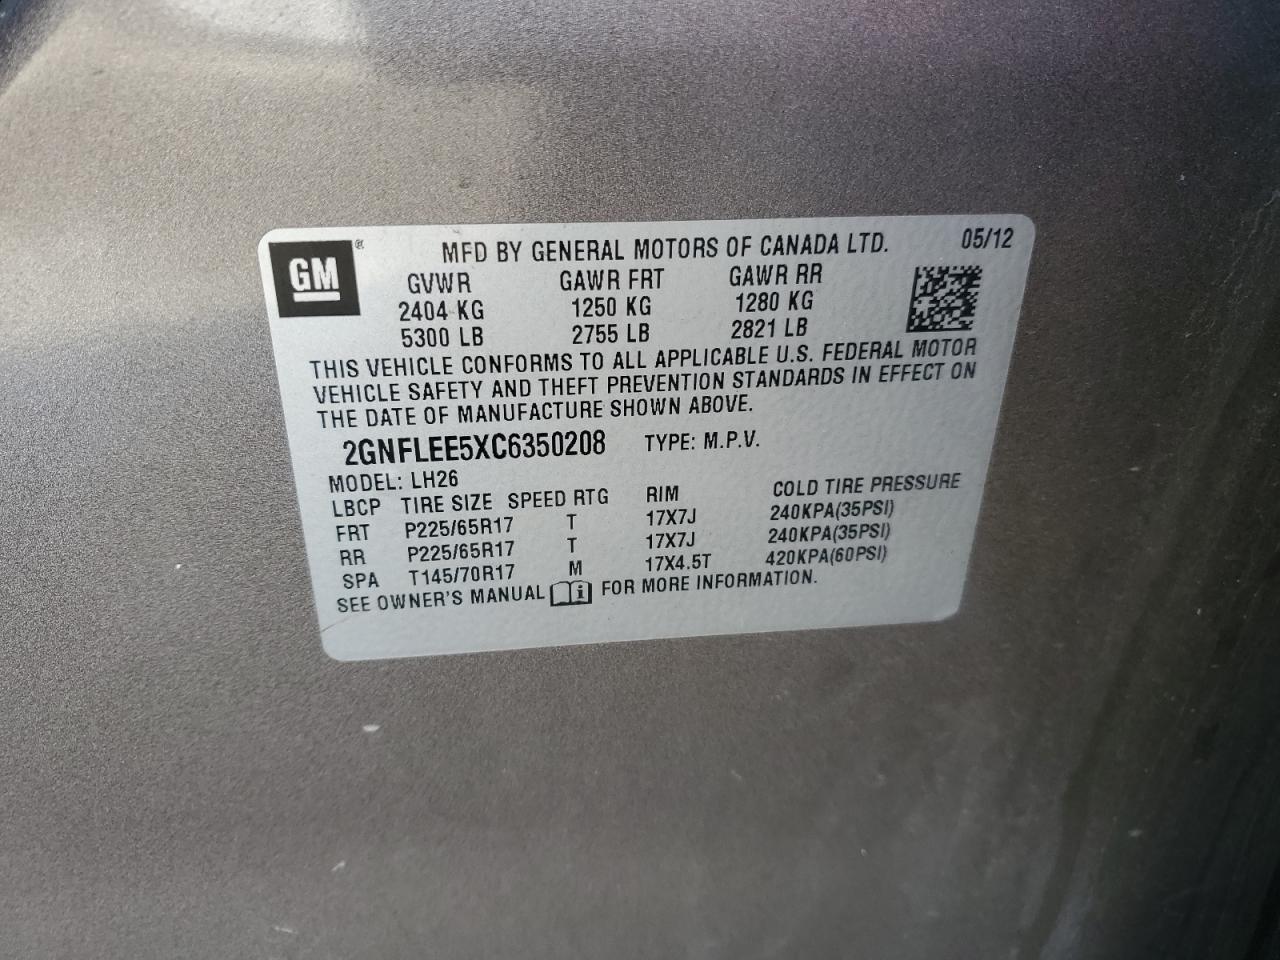 GM®
MFD BY GENERAL MOTORS OF CANADA LTD. 05/12
GVWR GAWR FRT GAWR RR
2404 KG 1250 KG 1280 KG
5300 LB 2755 LB 2821 LB
THIS VEHICLE CONFORMS TO ALL APPLICABLE U.S. FEDERAL MOTOR
VEHICLE SAFETY AND THEFT PREVENTION STANDARDS IN EFFECT ON
THE DATE OF MANUFACTURE SHOWN ABOVE.
2GNFLEE5XC6350208 TYPE: M.P.V.
MODEL: LH26
LBCP TIRE SIZE SPEED RTG RIM COLD TIRE PRESSURE
FRT P225/65R17 T 17X7J 240KPA(35PSI)
RR P225/65R17 T 17X7J 240KPA(35PSI)
SPA T145/70R17 M 17X4.5T 420KPA(60PSI)
SEE OWNER'S MANUAL FOR MORE INFORMATION.